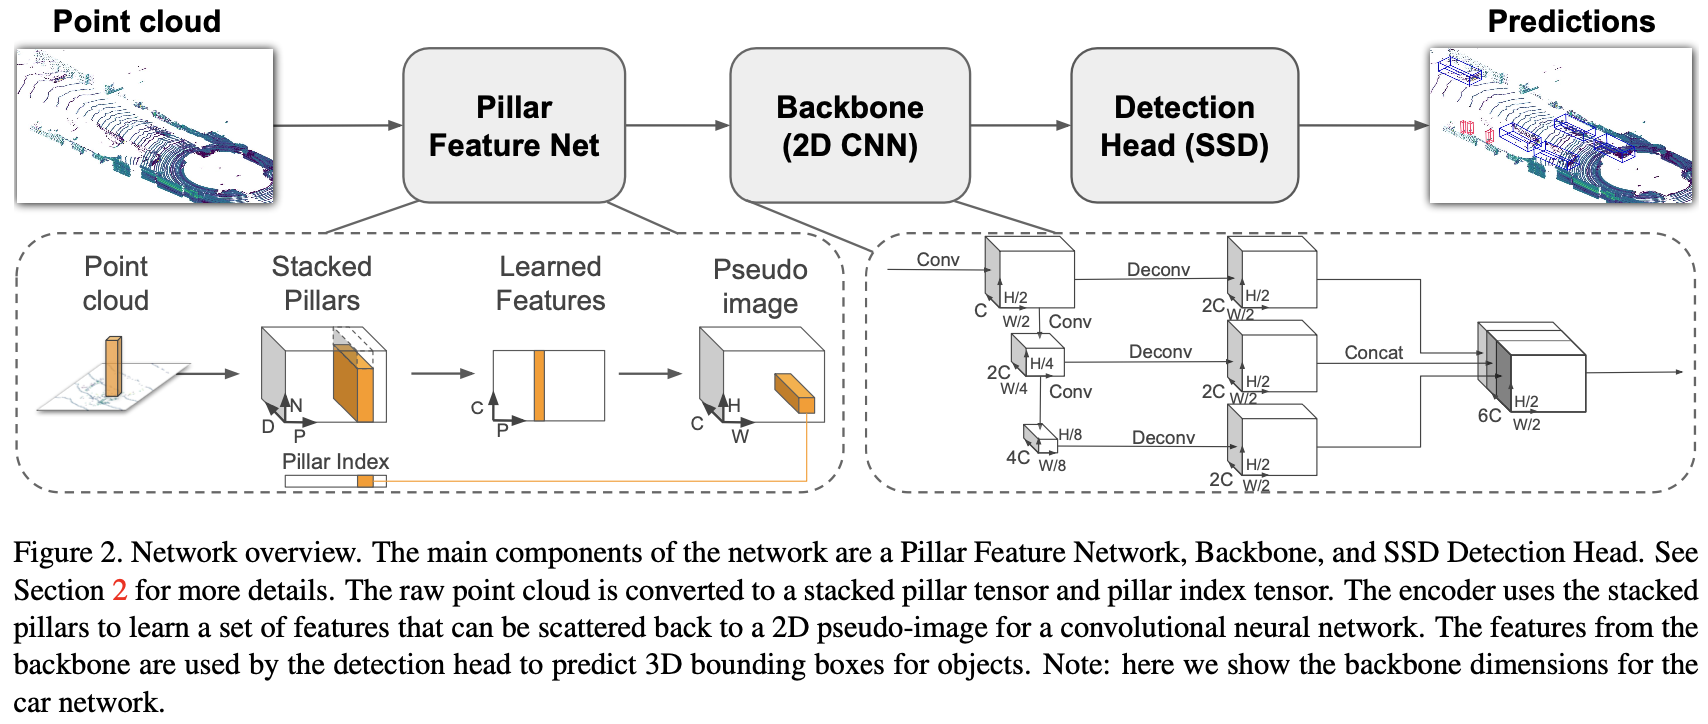 Point cloud
Predictions
Pillar
Feature Net
Backbone
(2D CNN)
Detection
Head (SSD)
Point
cloud
Stacked
Pillars
Learned
Features
Pseudo
image
D
N
P
C
P
C
H
W
Pillar Index
Conv
C
H/2
W/2
Conv
2C
H/4
W/4
Conv
4C
H/8
W/8
Deconv
2C
H/2
W/2
Deconv
2C
H/2
W/2
Deconv
2C
H/2
W/2
Concat
6C
H/2
W/2
Figure 2. Network overview. The main components of the network are a Pillar Feature Network, Backbone, and SSD Detection Head. See
Section 2 for more details. The raw point cloud is converted to a stacked pillar tensor and pillar index tensor. The encoder uses the stacked
pillars to learn a set of features that can be scattered back to a 2D pseudo-image for a convolutional neural network. The features from the
backbone are used by the detection head to predict 3D bounding boxes for objects. Note: here we show the backbone dimensions for the
car network.